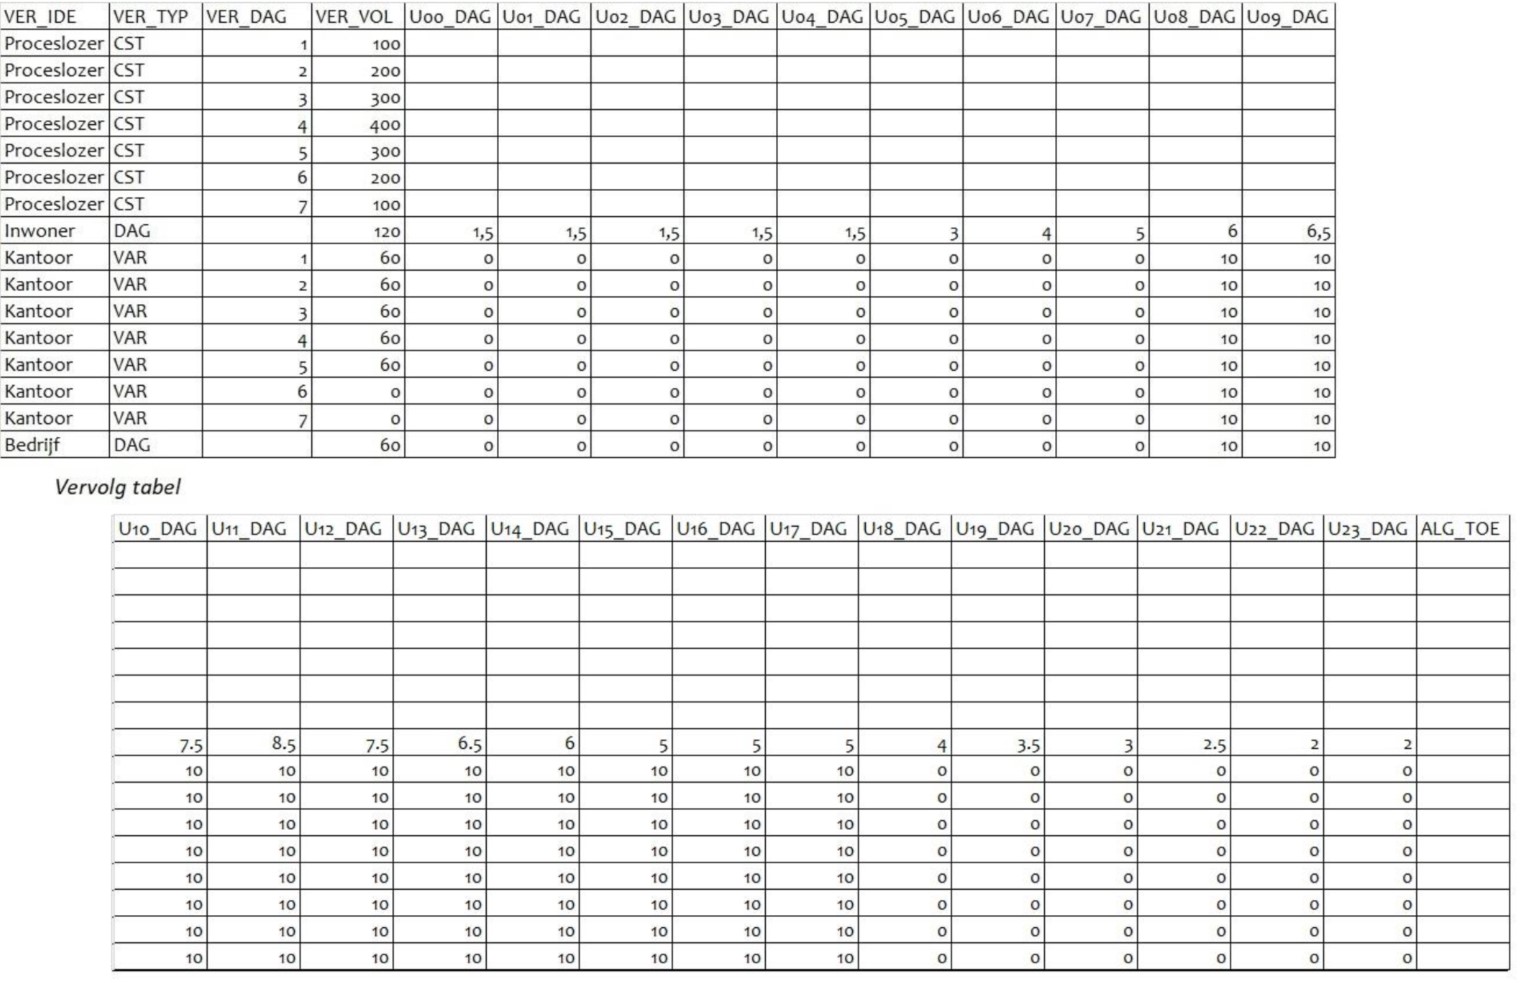 VER_IDE VER_TYP VER_DAG VER_VOL U00_DAG U01_DAG U02_DAG U03_DAG U04_DAG U05_DAG U06_DAG U07_DAG U08_DAG U09_DAG
Proceslozer CST 1 100
Proceslozer CST 2 200
Proceslozer CST 3 300
Proceslozer CST 4 400
Proceslozer CST 5 300
Proceslozer CST 6 200
Proceslozer CST 7 100
Inwoner DAG 120 1,5 1,5 1,5 1,5 1,5 3 4 5 6 6,5
Kantoor VAR 1 60 0 0 0 0 0 0 0 0 10 10
Kantoor VAR 2 60 0 0 0 0 0 0 0 0 10 10
Kantoor VAR 3 60 0 0 0 0 0 0 0 0 10 10
Kantoor VAR 4 60 0 0 0 0 0 0 0 0 10 10
Kantoor VAR 5 60 0 0 0 0 0 0 0 0 10 10
Kantoor VAR 6 0 0 0 0 0 0 0 0 0 10 10
Kantoor VAR 7 0 0 0 0 0 0 0 0 0 10 10
Bedrijf DAG 60 0 0 0 0 0 0 0 0 10 10
Vervolg tabel
U10_DAG U11_DAG U12_DAG U13_DAG U14_DAG U15_DAG U16_DAG U17_DAG U18_DAG U19_DAG U20_DAG U21_DAG U22_DAG U23_DAG ALG_TOE
7.5 8.5 7.5 6.5 6 5 5 5 4 3.5 3 2.5 2 2
10 10 10 10 10 10 10 10 0 0 0 0 0 0
10 10 10 10 10 10 10 10 0 0 0 0 0 0
10 10 10 10 10 10 10 10 0 0 0 0 0 0
10 10 10 10 10 10 10 10 0 0 0 0 0 0
10 10 10 10 10 10 10 10 0 0 0 0 0 0
10 10 10 10 10 10 10 10 0 0 0 0 0 0
10 10 10 10 10 10 10 10 0 0 0 0 0 0
10 10 10 10 10 10 10 10 0 0 0 0 0 0